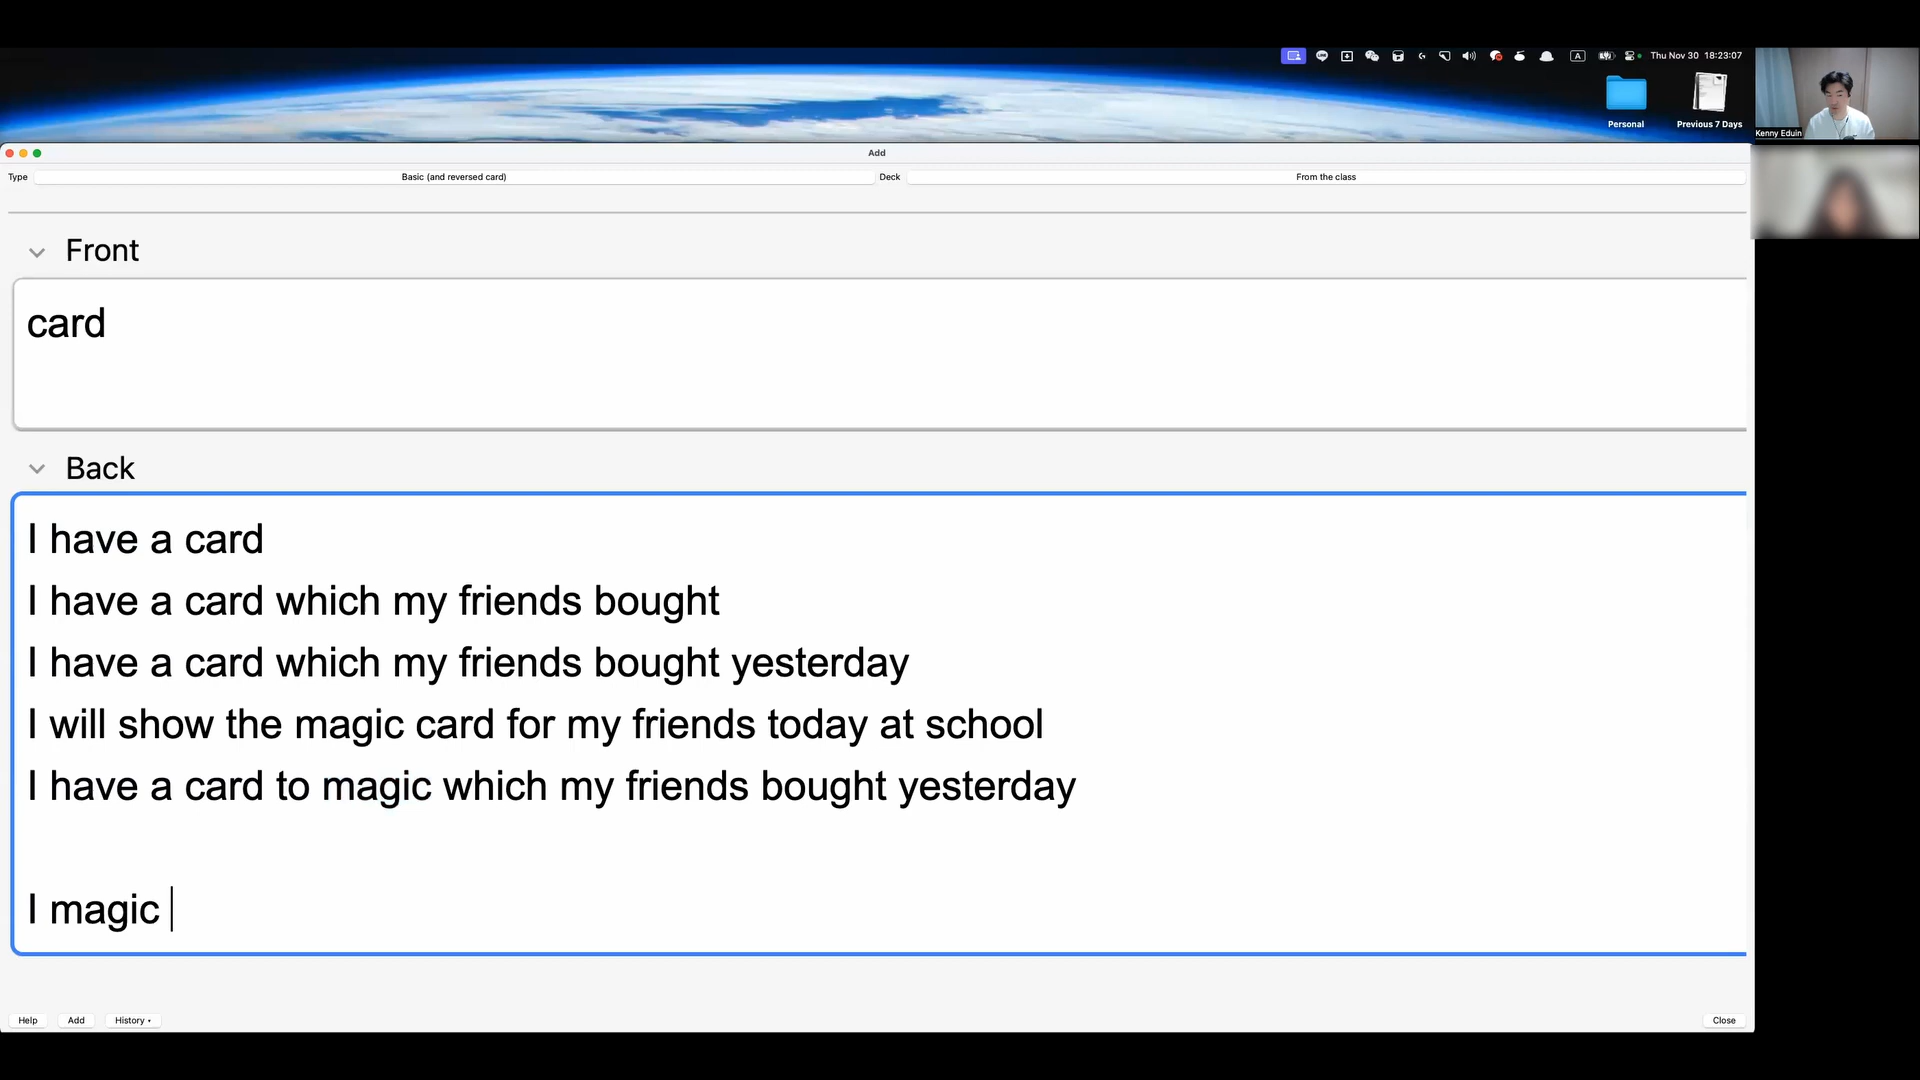 A
Thu Nov 30 18:23:07
Personal
Previous 7 Days
Kenny Eduin
Add
Type
Basic (and reversed card)
Deck
From the class
Front
card
Back
I have a card
I have a card which my friends bought
I have a card which my friends bought yesterday
I will show the magic card for my friends today at school
I have a card to magic which my friends bought yesterday
I magic
Help
Add
History
Close